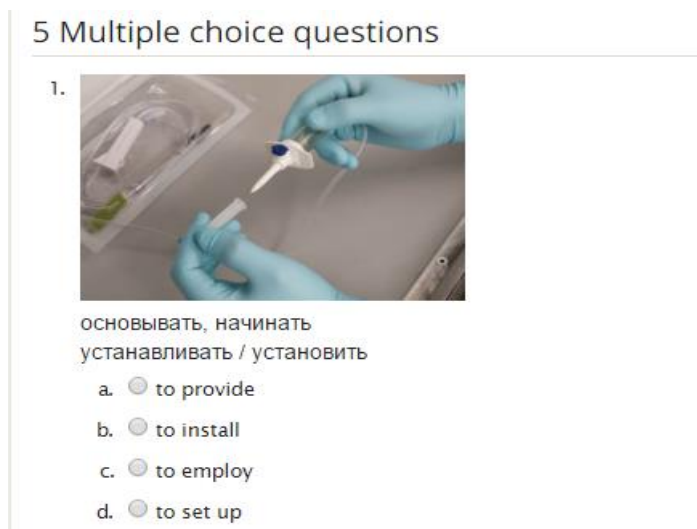 5 Multiple choice questions
1.
основывать, начинать
устанавливать / установить
a. to provide
b. to install
c. to employ
d. to set up